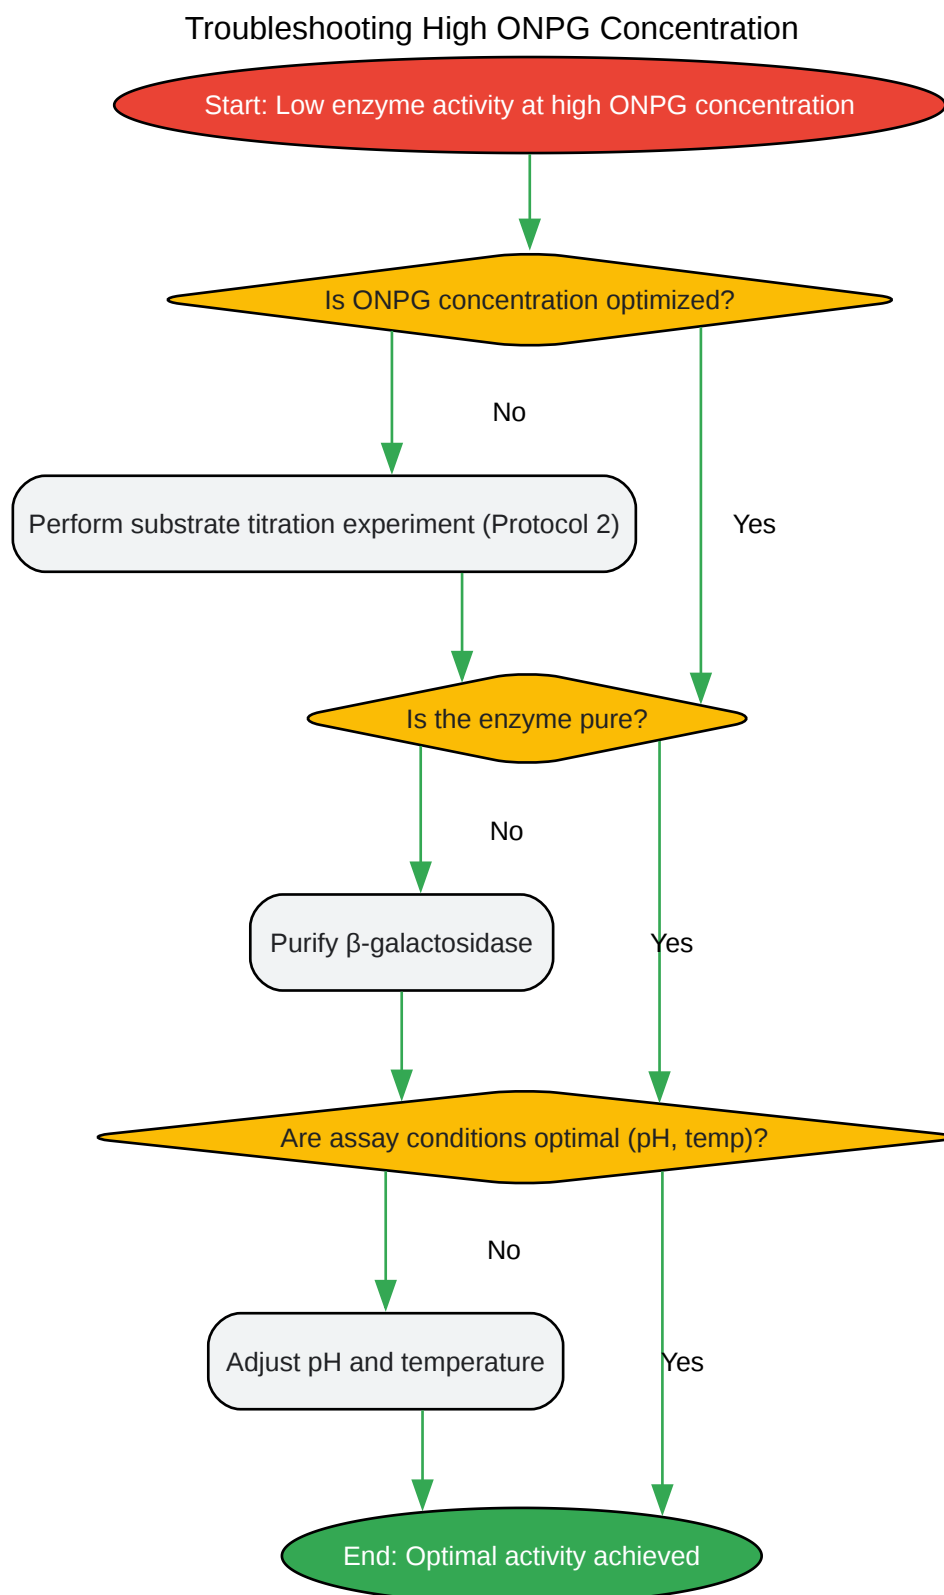 Troubleshooting High ONPG Concentration
Start: Low enzyme activity at high ONPG concentration
Is ONPG concentration optimized?
No
Perform substrate titration experiment (Protocol 2)
Yes
Is the enzyme pure?
No
Purify β-galactosidase
Yes
Are assay conditions optimal (pH, temp)?
No
Adjust pH and temperature
Yes
End: Optimal activity achieved